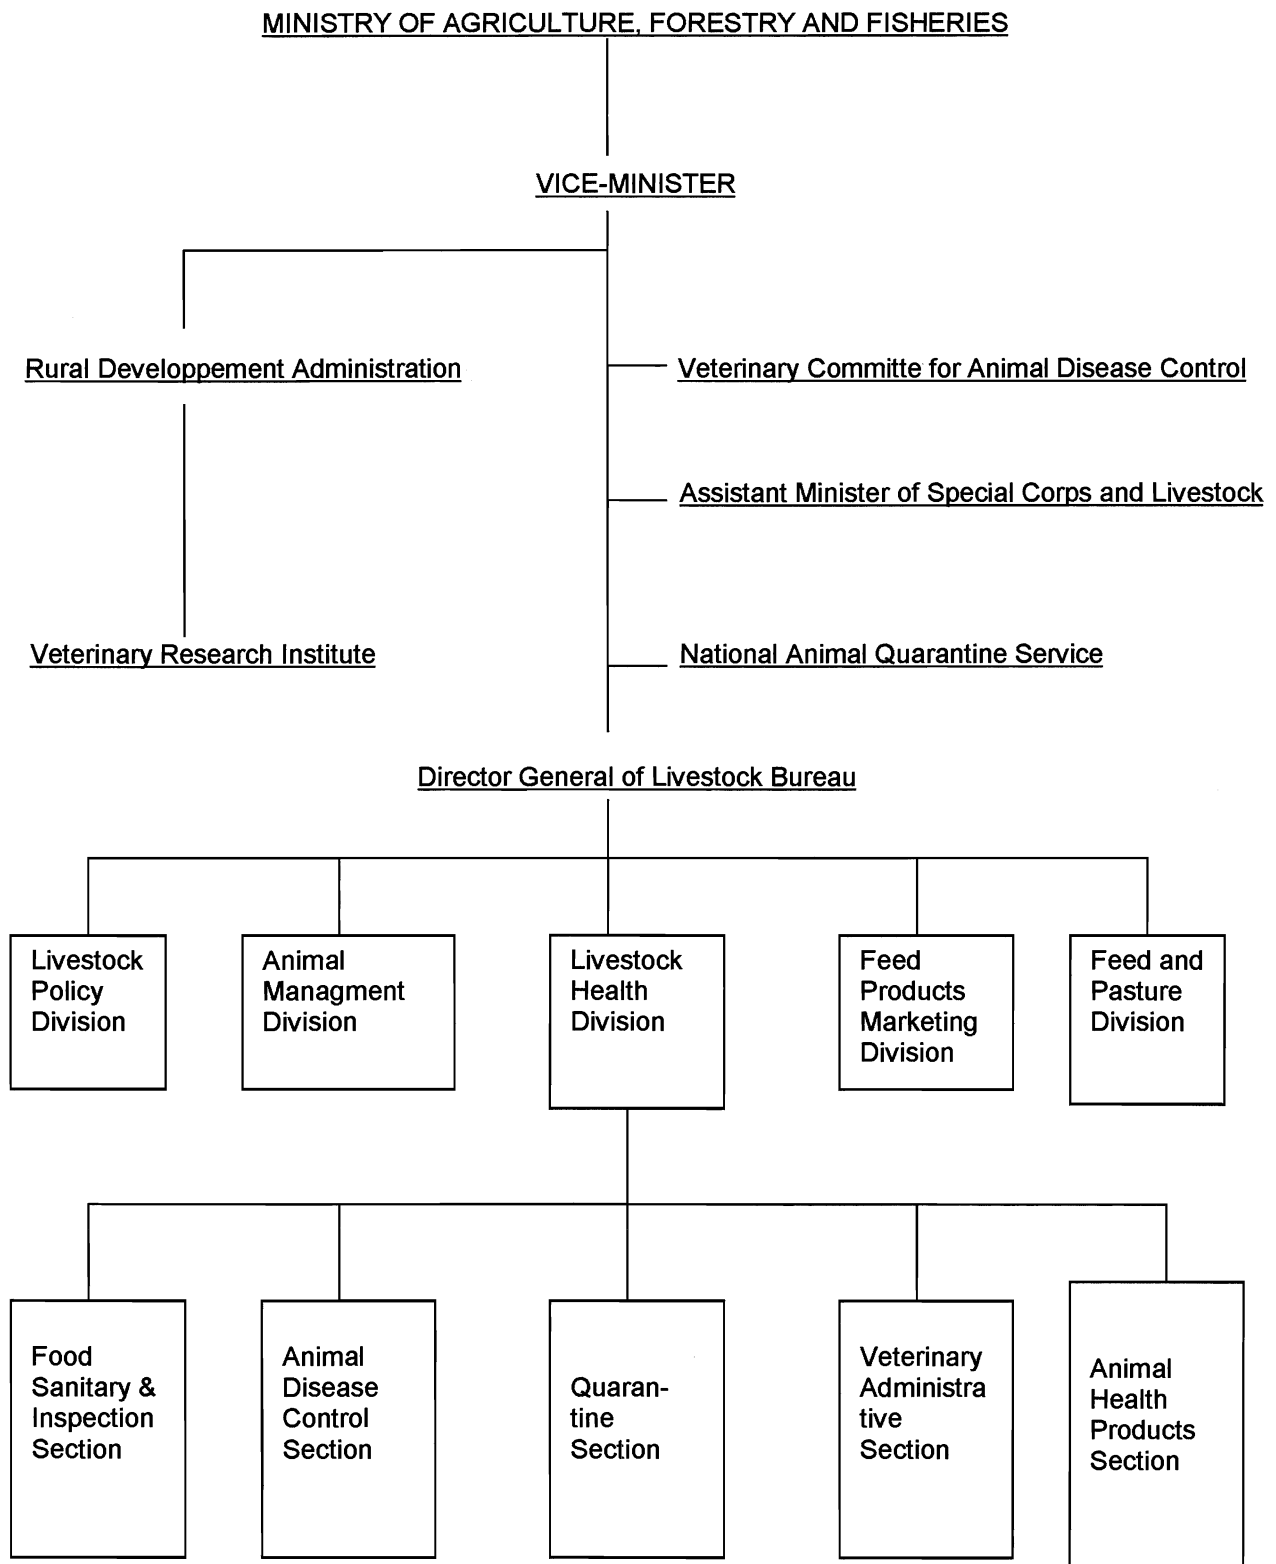 MINISTRY OF AGRICULTURE, FORESTRY AND FISHERIES
VICE-MINISTER
Rural Developpement Administration
Veterinary Committe for Animal Disease Control
Assistant Minister of Special Corps and Livestock
Veterinary Research Institute
National Animal Quarantine Service
Director General of Livestock Bureau
Livestock
Policy
Division
Animal
Managment
Division
Livestock
Health
Division
Feed
Products
Marketing
Division
Feed and
Pasture
Division
Food
Sanitary &
Inspection
Section
Animal
Disease
Control
Section
Quaran-
tine
Section
Veterinary
Administra
tive
Section
Animal
Health
Products
Section